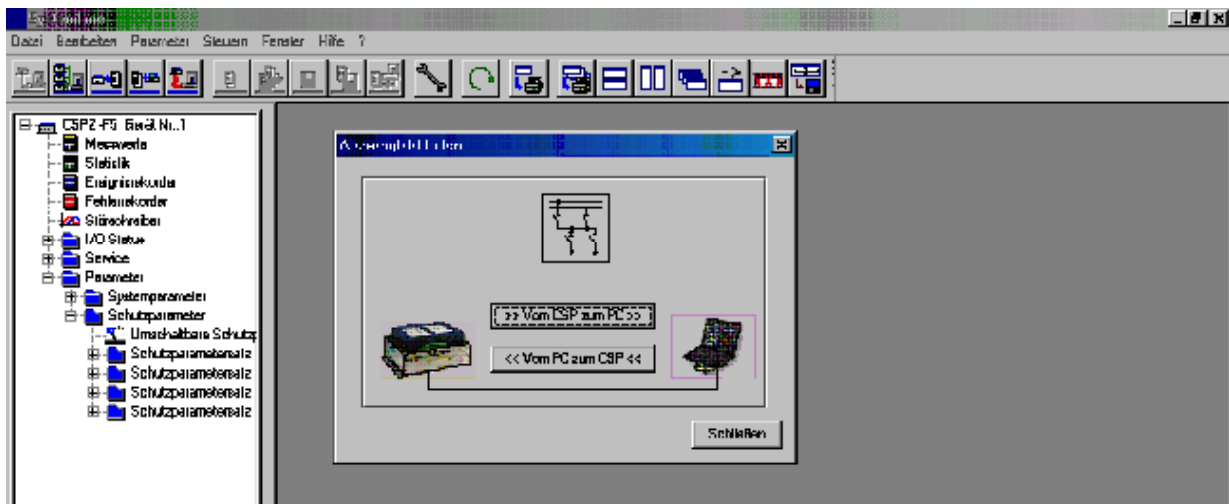 Datei Bearbeiten Parameter Steuern Fenster Hilfe ?
CSP2-F5 Gerät Nr.:1
Messwerte
Statistik
Ereignisrekorder
Fehlerrekorder
Störschreiber
I/O Status
Service
Parameter
Systemparameter
Schutzparameter
Umschaltbare Schutzp
Schutzparametersatz
Schutzparametersatz
Schutzparametersatz
Schutzparametersatz
>> Vom CSP zum PC >>
<< Vom PC zum CSP <<
Schließen